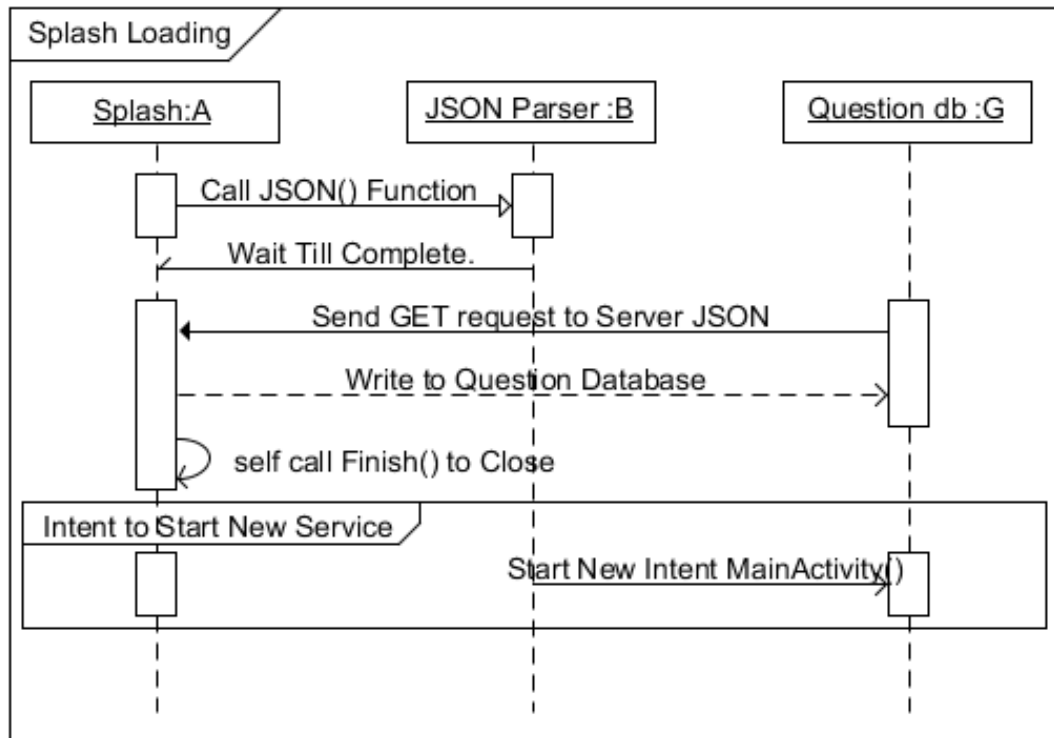 Splash Loading
Splash:A
JSON Parser :B
Question db :G
Call JSON() Function
Wait Till Complete.
Send GET request to Server JSON
Write to Question Database
self call Finish() to Close
Intent to Start New Service
Start New Intent MainActivity()